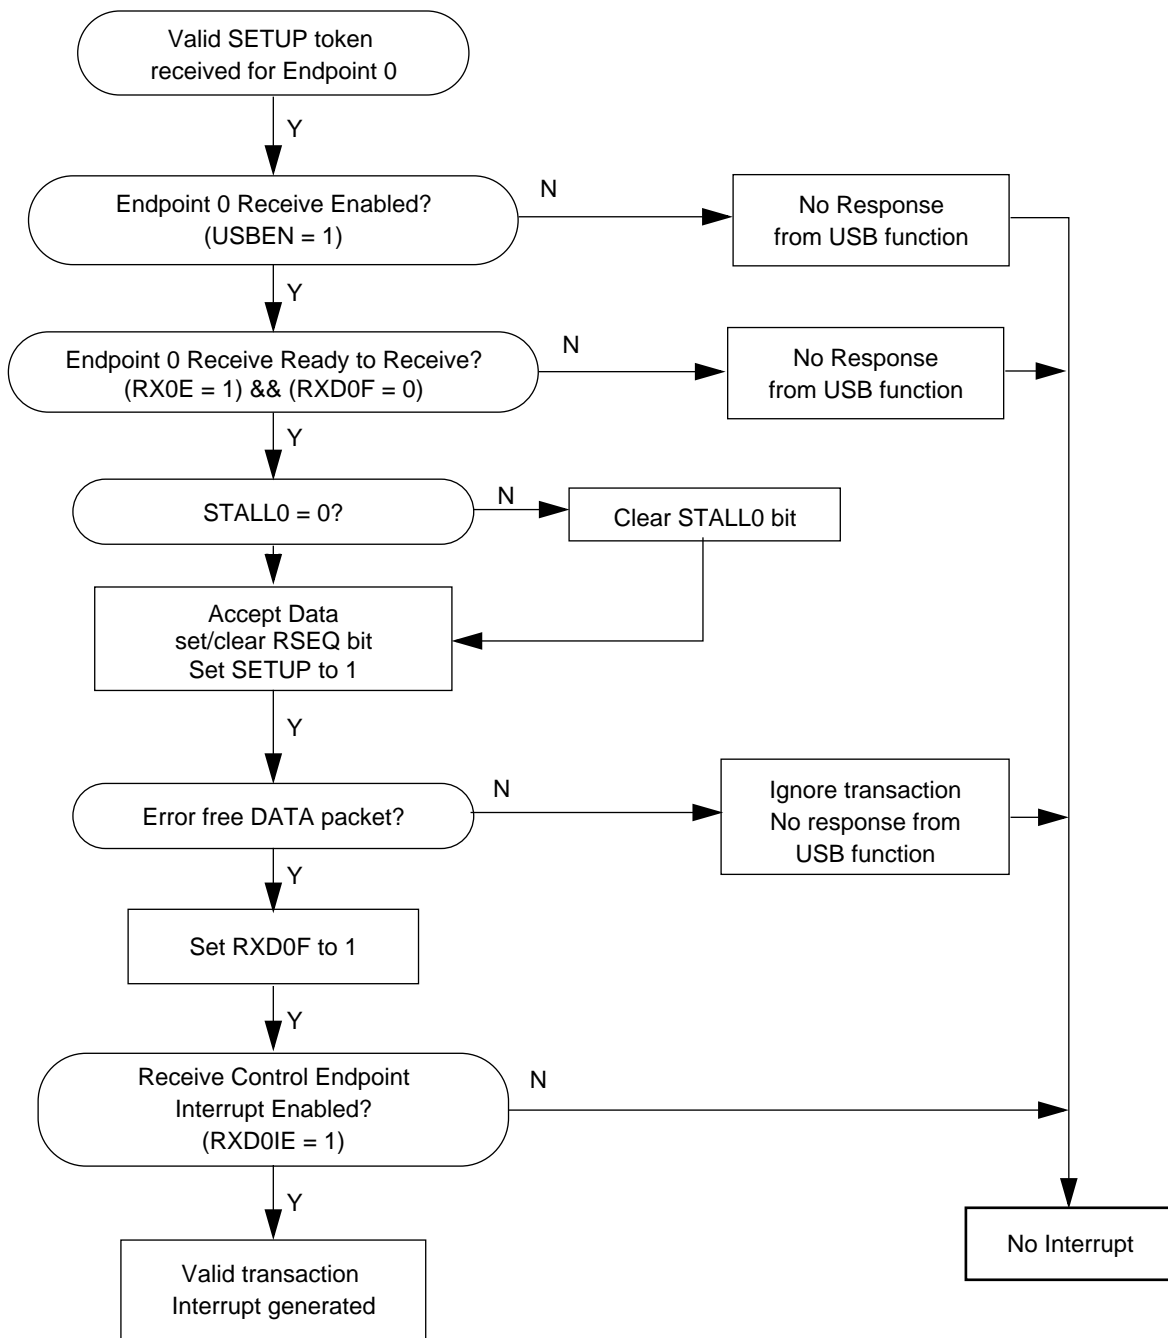 Valid SETUP token
received for Endpoint 0
Y
Endpoint 0 Receive Enabled?
(USBEN = 1)
N
No Response
from USB function
Y
Endpoint 0 Receive Ready to Receive?
(RX0E = 1) && (RXD0F = 0)
N
No Response
from USB function
Y
STALL0 = 0?
N
Clear STALL0 bit
Accept Data
set/clear RSEQ bit
Set SETUP to 1
Y
Error free DATA packet?
N
Ignore transaction
No response from
USB function
Y
Set RXD0F to 1
Y
Receive Control Endpoint
Interrupt Enabled?
(RXD0IE = 1)
N
Y
No Interrupt
Valid transaction
Interrupt generated